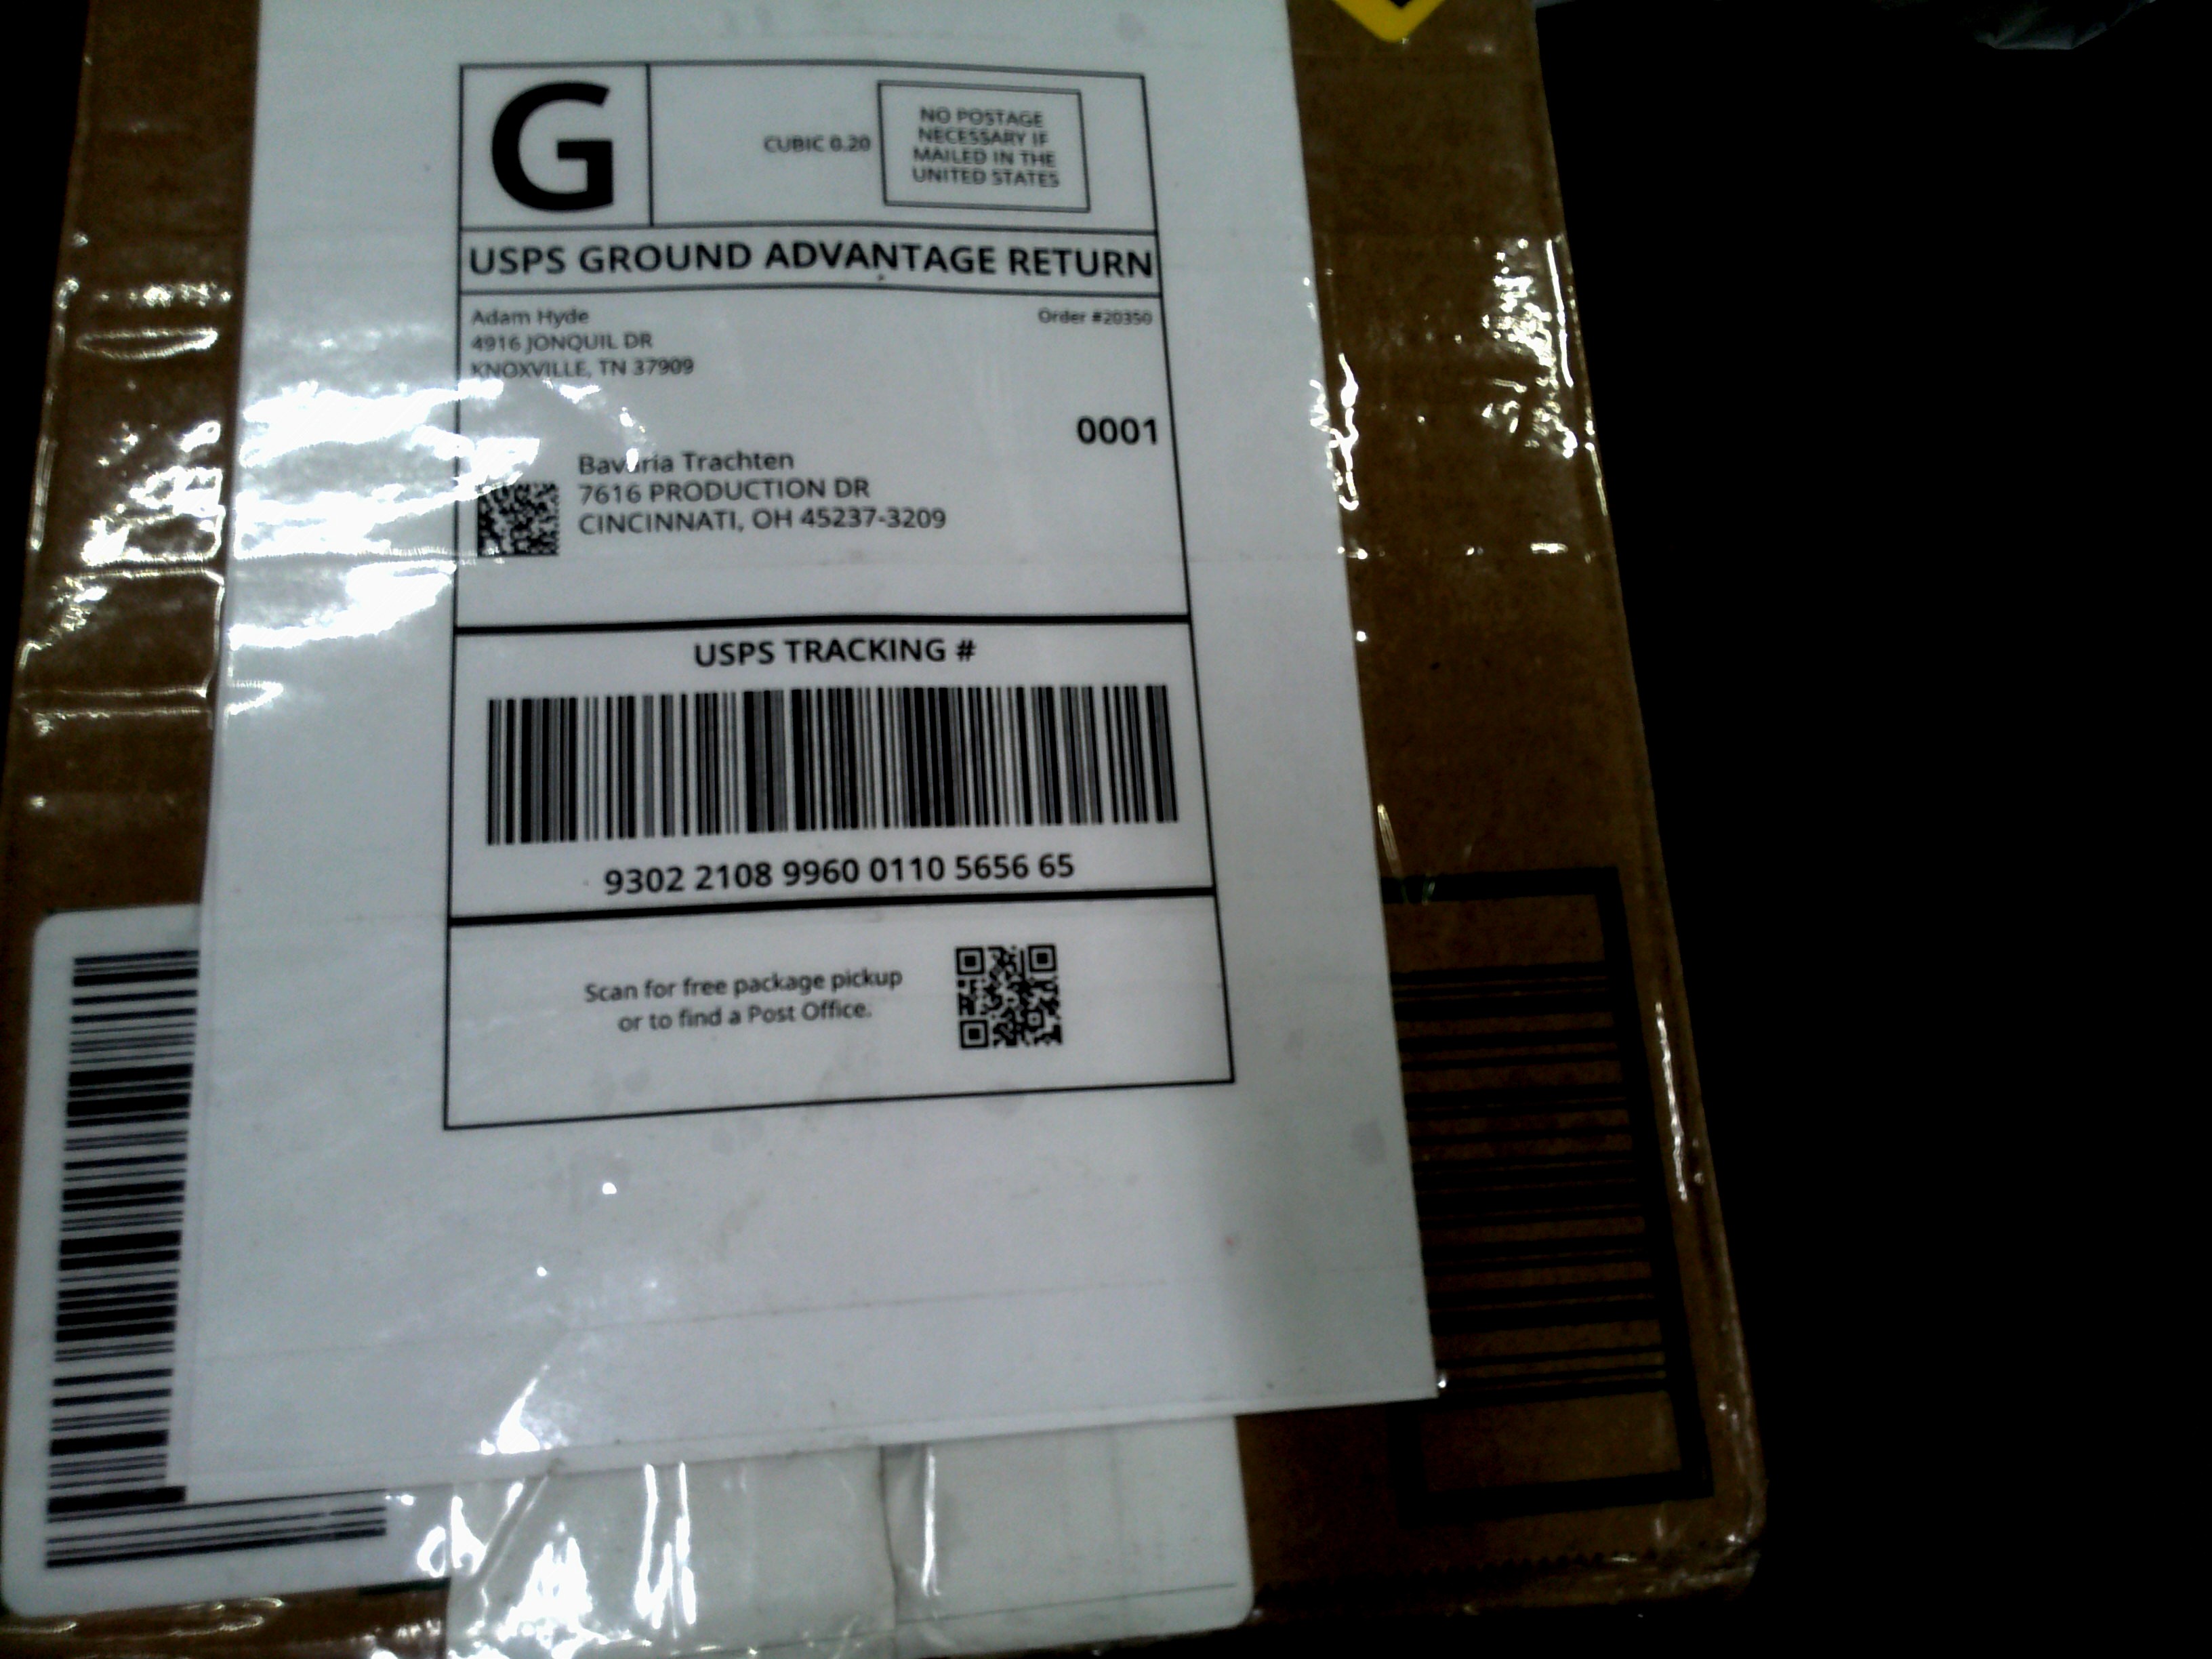 G
CUBIC 0.20
NO POSTAGE
NECESSARY IF
MAILED IN THE
UNITED STATES
USPS GROUND ADVANTAGE RETURN
Adam Hyde
4916 JONQUIL DR
KNOXVILLE, TN 37909
Order #20350
0001
Bavaria Trachten
7616 PRODUCTION DR
CINCINNATI, OH 45237-3209
USPS TRACKING #
9302 2108 9960 0110 5656 65
Scan for free package pickup
or to find a Post Office.